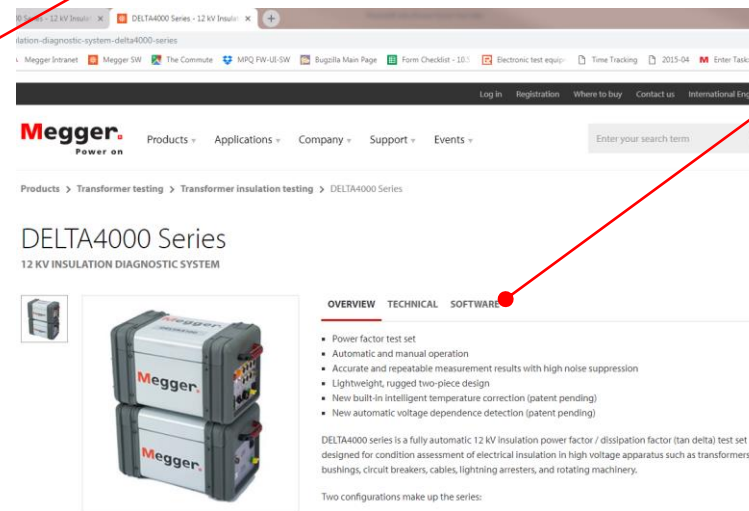 DELTA4000 Series - 12 kV Insulat
lation-diagnostic-system-delta4000-series
Megger Intranet Megger SW The Commute MPQ FW-UI-SW Bugzilla Main Page Form Checklist - 10.5 Electronic test equip Time Tracking 2015-04 Enter Task
Log in Registration Where to buy Contact us International Eng
Megger. Products Applications Company Support Events Enter your search term
Power on
Products > Transformer testing > Transformer insulation testing > DELTA4000 Series
DELTA4000 Series
12 KV INSULATION DIAGNOSTIC SYSTEM
OVERVIEW TECHNICAL SOFTWARE
Megger.
Megger.
▪ Power factor test set
▪ Automatic and manual operation
▪ Accurate and repeatable measurement results with high noise suppression
▪ Lightweight, rugged two-piece design
▪ New built-in intelligent temperature correction (patent pending)
▪ New automatic voltage dependence detection (patent pending)
DELTA4000 series is a fully automatic 12 kV insulation power factor / dissipation factor (tan delta) test set
designed for condition assessment of electrical insulation in high voltage apparatus such as transformers
bushings, circuit breakers, cables, lightning arresters, and rotating machinery.
Two configurations make up the series: